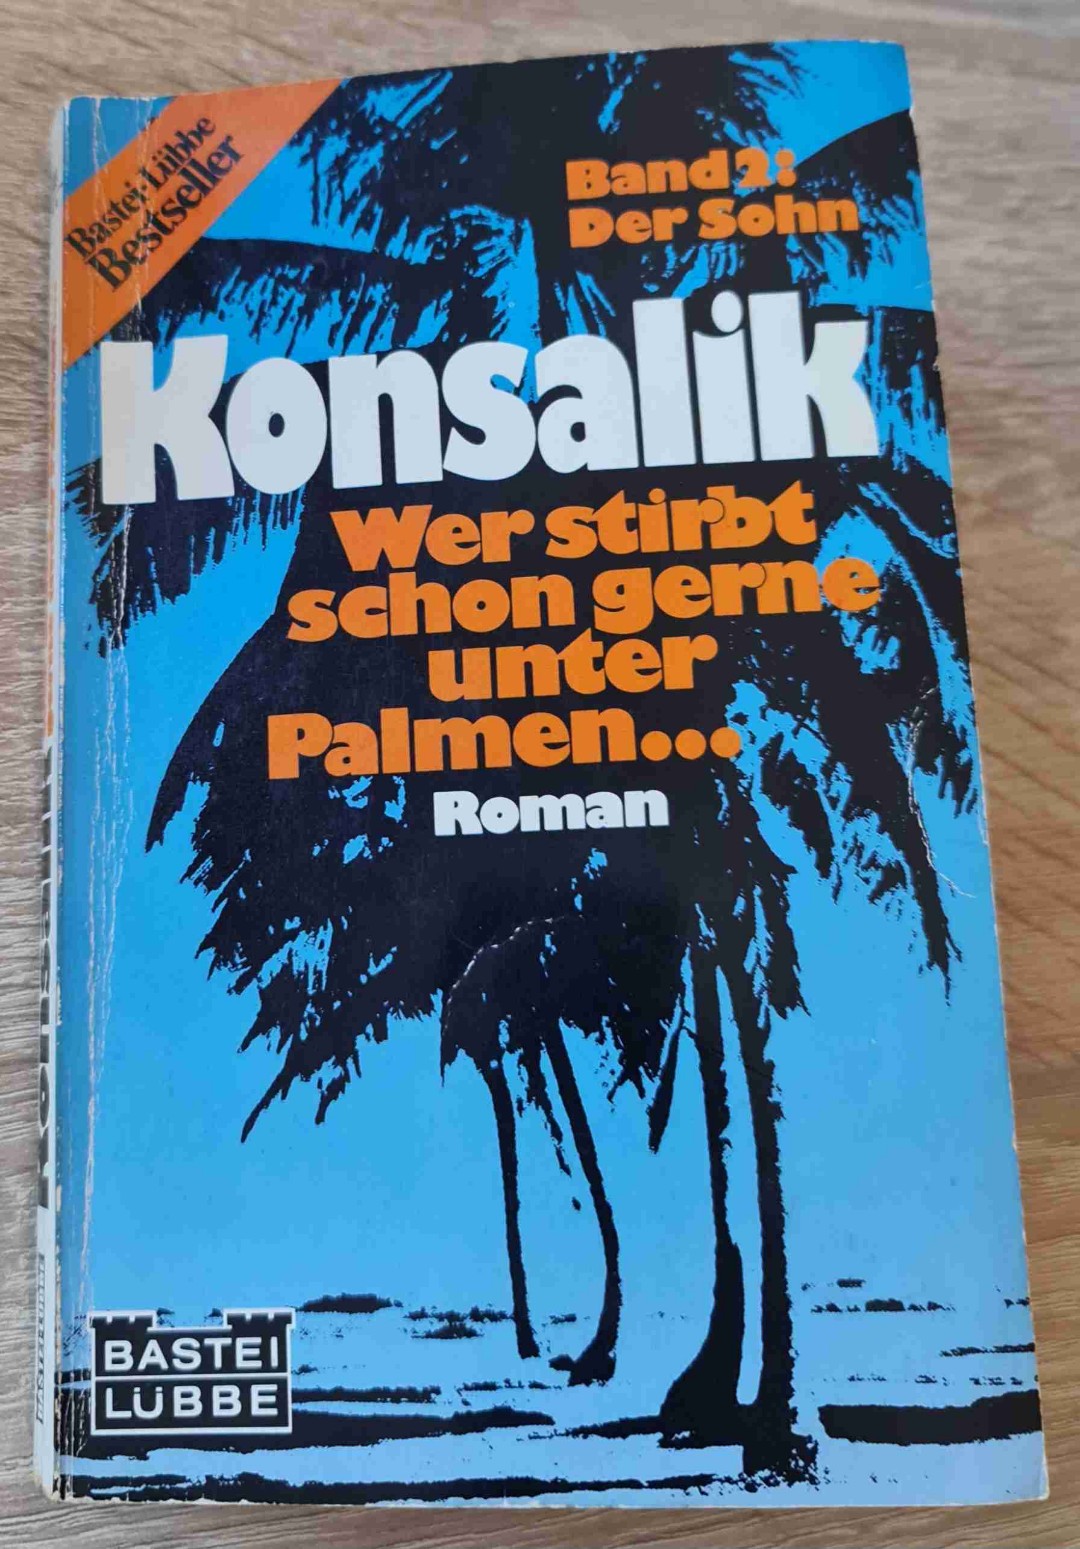 Bastei-Lübbe
Bestseller
Band 2:
Der Sohn
Konsalik
Wer stirbt
schon gerne
unter
Palmen...
Roman
BASTEI
LÜBBE